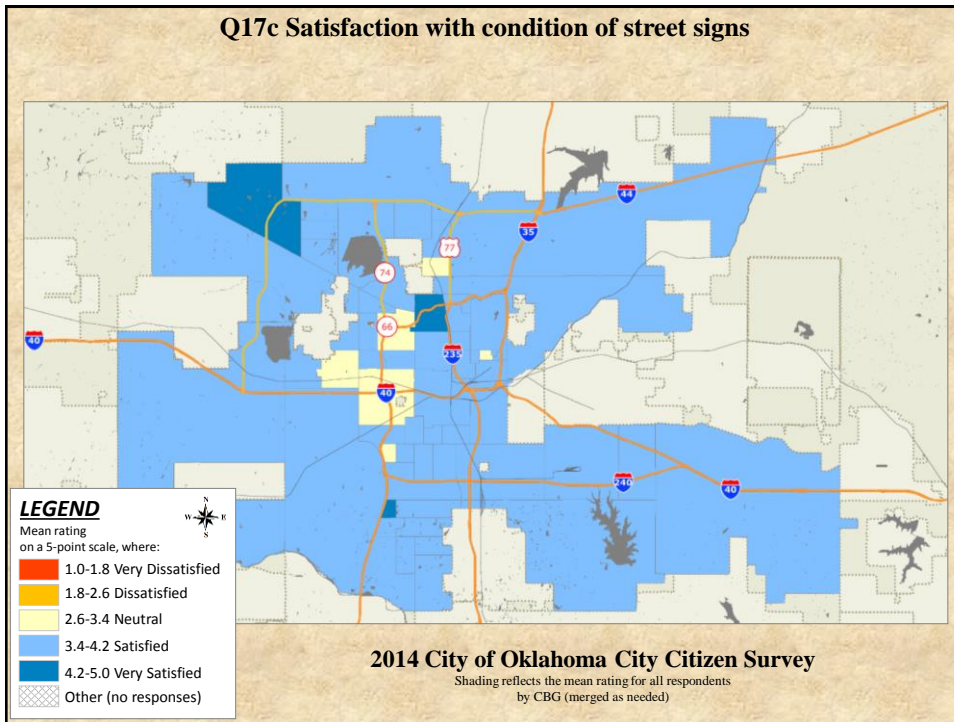 Q17c Satisfaction with condition of street signs
44
35
77
74
66
40
235
40
240
40
LEGEND
N
W E
S
Mean rating
on a 5-point scale, where:
1.0-1.8 Very Dissatisfied
1.8-2.6 Dissatisfied
2.6-3.4 Neutral
3.4-4.2 Satisfied
4.2-5.0 Very Satisfied
Other (no responses)
2014 City of Oklahoma City Citizen Survey
Shading reflects the mean rating for all respondents
by CBG (merged as needed)